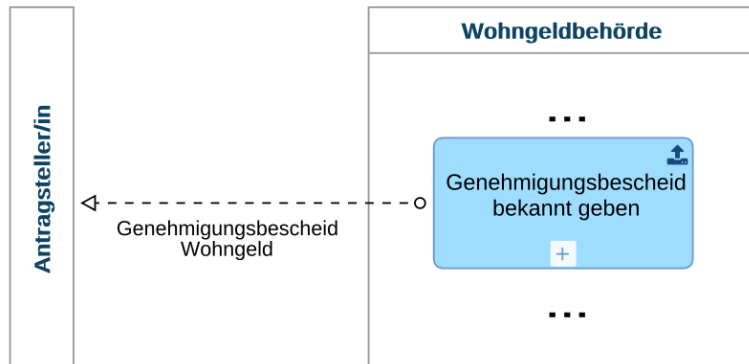 Wohngeldbehörde
Antragsteller/in
...
Genehmigungsbescheid
bekannt geben
Genehmigungsbescheid
Wohngeld
...